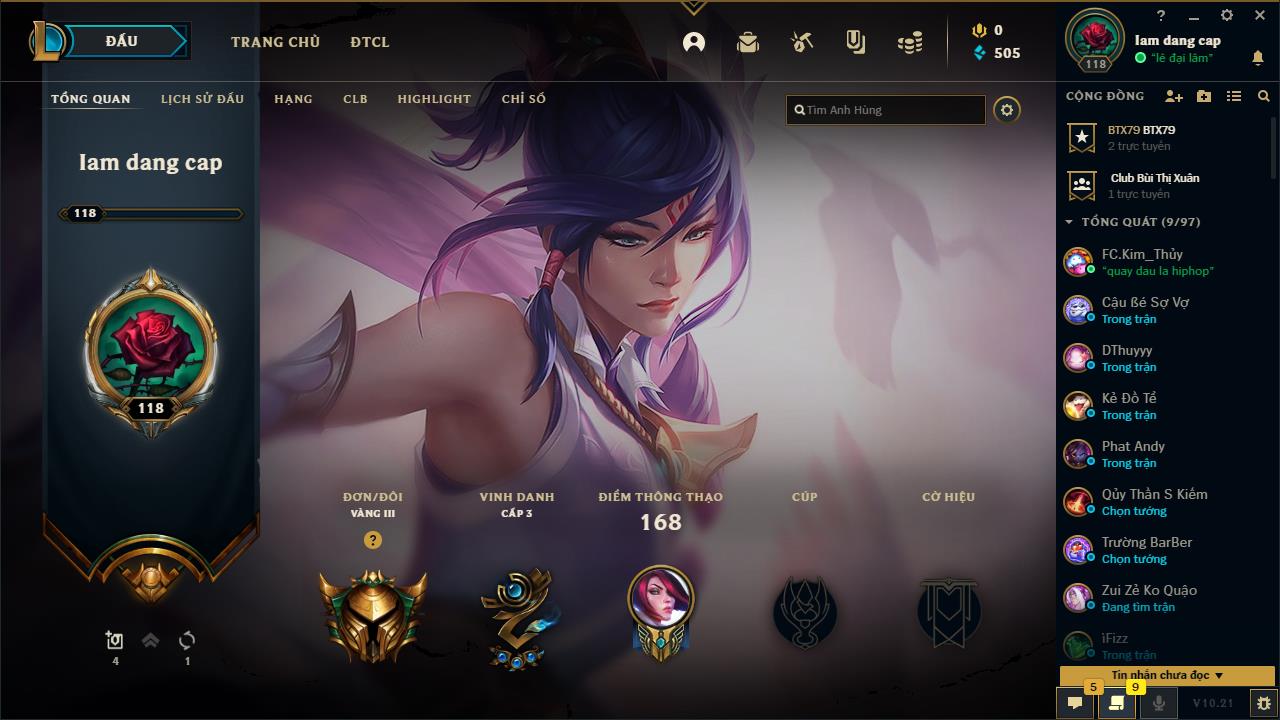 ĐẤU
TRANG CHỦ
ĐTCL
0
505
?
118
Iam dang cap
"lê đại lâm"
TỔNG QUAN
LỊCH SỬ ĐẤU
HẠNG
CLB
HIGHLIGHT
CHỈ SỐ
Tìm Anh Hùng
Iam dang cap
118
118
4
1
ĐƠN/ĐÔI
VÀNG III
?
VINH DANH
CẤP 3
ĐIỂM THÔNG THẠO
168
CÚP
CỜ HIỆU
CỘNG ĐỒNG
BTX79 BTX79
2 trực tuyến
Club Bùi Thị Xuân
1 trực tuyến
TỔNG QUÁT (9/97)
FC.Kim_Thủy
"quay dau la hiphop"
Câu ßé Sợ Vợ
Trong trận
DThuyyy
Trong trận
Kẻ Đồ Tể
Trong trận
Phat Andy
Trong trận
Qủy Thần S Kiếm
Chọn tướng
Trường BarBer
Chọn tướng
Zui Zẻ Ko Quậo
Đang tìm trận
ìFizz
Trong trận
Tin nhắn chưa đọc
5
9
V10.21